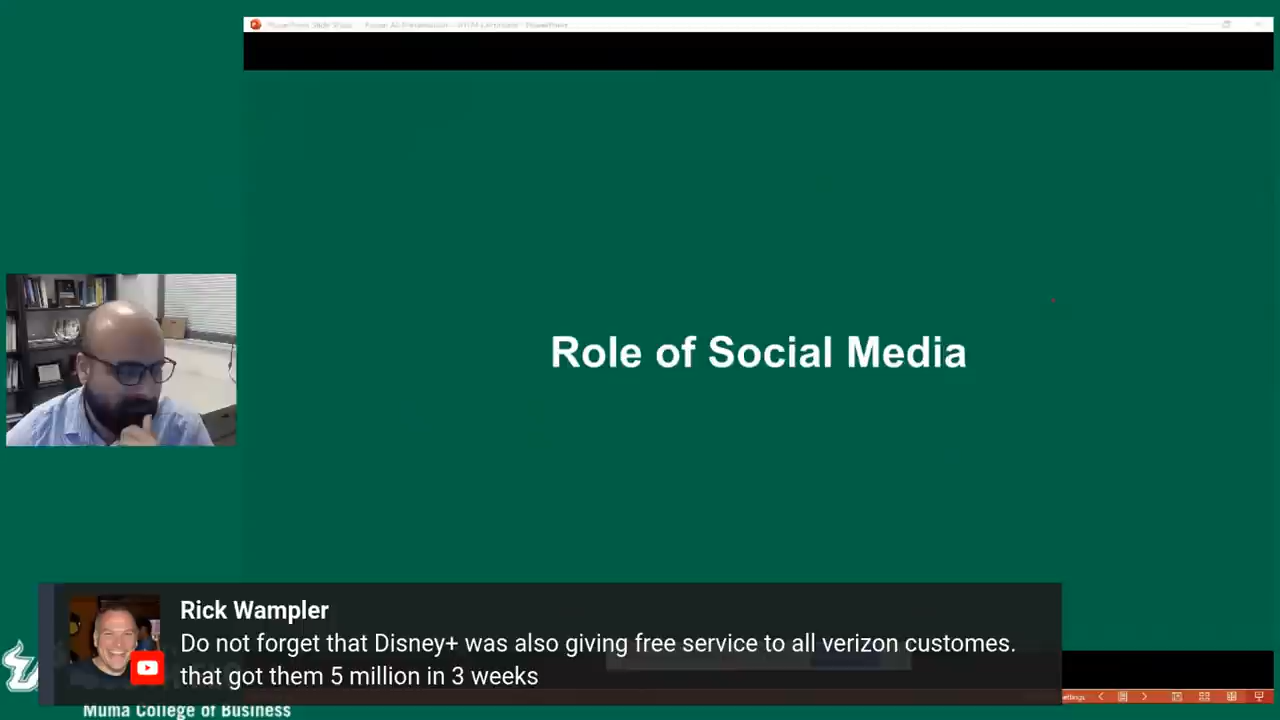 Role of Social Media
Rick Wampler
Do not forget that Disney+ was also giving free service to all verizon customes.
that got them 5 million in 3 weeks
Muma College of Business